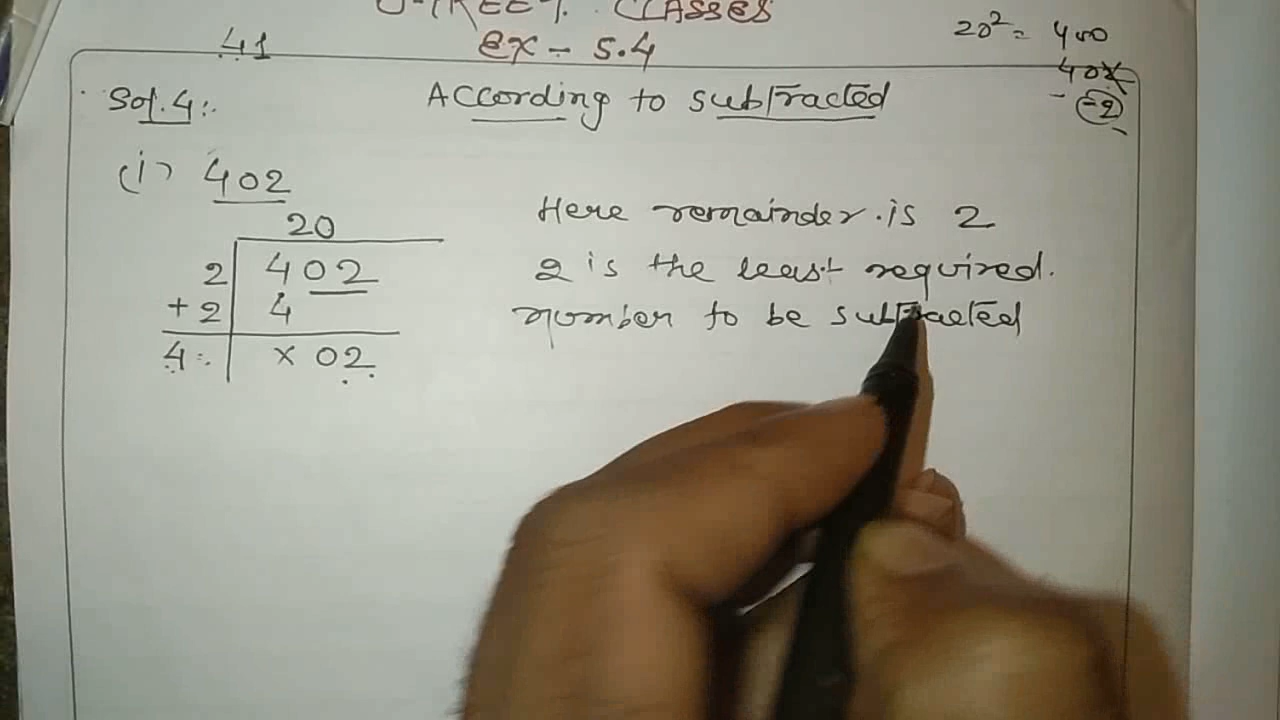 CLASSES
41
ex - 5.4
20² = 400
402
- -2
Sol. 4:.
According to subtracted
(i) 402
Here remainder. is 2
20
2 402
2 is the least required.
+ 2 4
number to be subtracted
4:. × 02